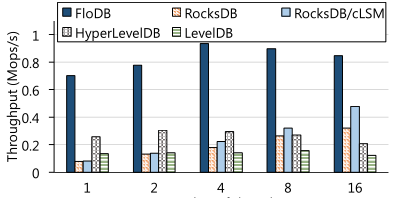 FloDB RocksDB RocksDB/cLSM
HyperLevelDB LevelDB
Throughput (Mops/s)
1
0.8
0.6
0.4
0.2
0
1 2 4 8 16